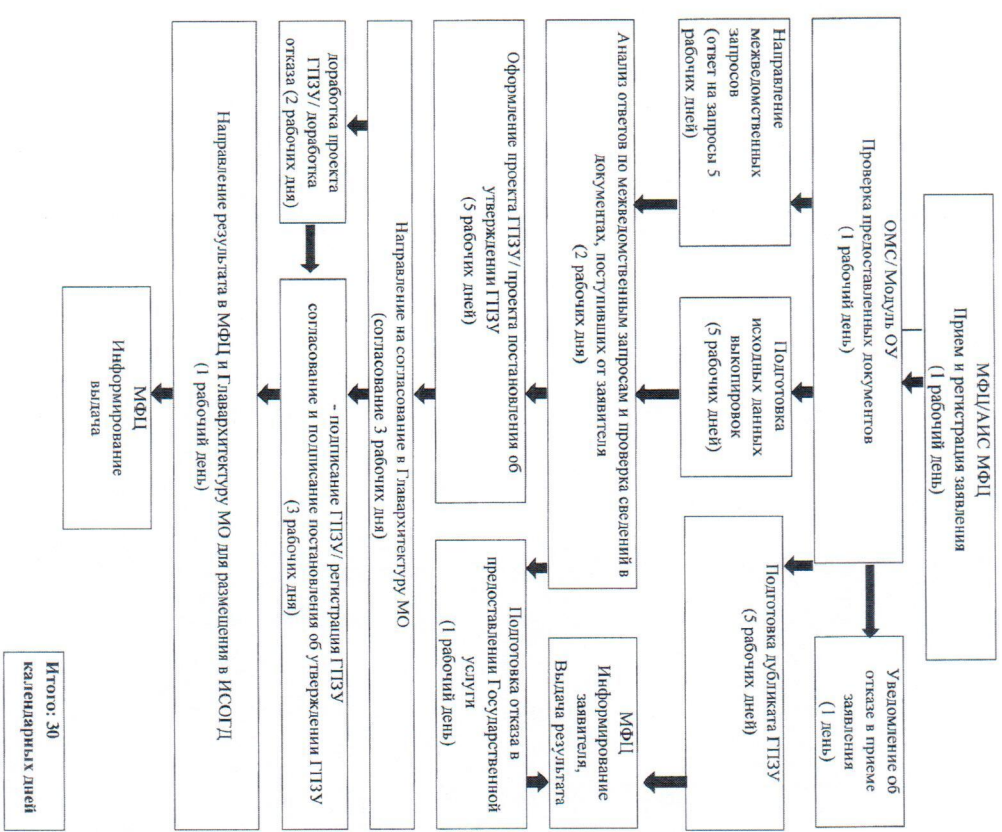 МФЦ/АИС МФЦ
Прием и регистрация заявления
(1 рабочий день)
ОМС/ Модуль ОУ
Проверка предоставленных документов
(1 рабочий день)
Уведомление об
отказе в приеме
заявления
(1 день)
Направление
межведомственных
запросов
(ответ на запросы 5
рабочих дней)
Подготовка
исходных данных
выкопировок
(5 рабочих дней)
Подготовка дубликата ГПЗУ
(5 рабочих дней)
Анализ ответов по межведомственным запросам и проверка сведений в
документах, поступивших от заявителя
(2 рабочих дня)
МФЦ
Информирование
заявителя,
Выдача результата
Оформление проекта ГПЗУ/ проекта постановления об
утверждении ГПЗУ
(5 рабочих дней)
Подготовка отказа в
предоставлении Государственной
услуги
(1 рабочий день)
Направление на согласование в Главархитектуру МО
(согласование 3 рабочих дня)
доработка проекта
ГПЗУ/ доработка
отказа (2 рабочих дня)
- подписание ГПЗУ/ регистрация ГПЗУ
согласование и подписание постановления об утверждении ГПЗУ
(3 рабочих дня)
Направление результата в МФЦ и Главархитектуру МО для размещения в ИСОГД
(1 рабочий день)
МФЦ
Информирование
выдача
Итого: 30
календарных дней